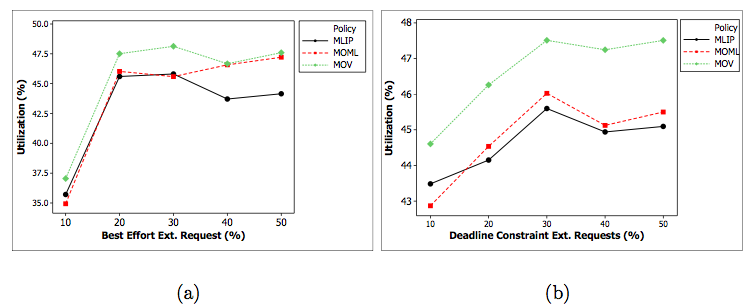 50.0
47.5
45.0
42.5
40.0
37.5
35.0
Utilization (%)
10 20 30 40 50
Best Effort Ext. Request (%)
Policy
MLIP
MOML
MOV
(a)
48
47
46
45
44
43
Utilization (%)
10 20 30 40 50
Deadline Constraint Ext. Requests (%)
Policy
MLIP
MOML
MOV
(b)